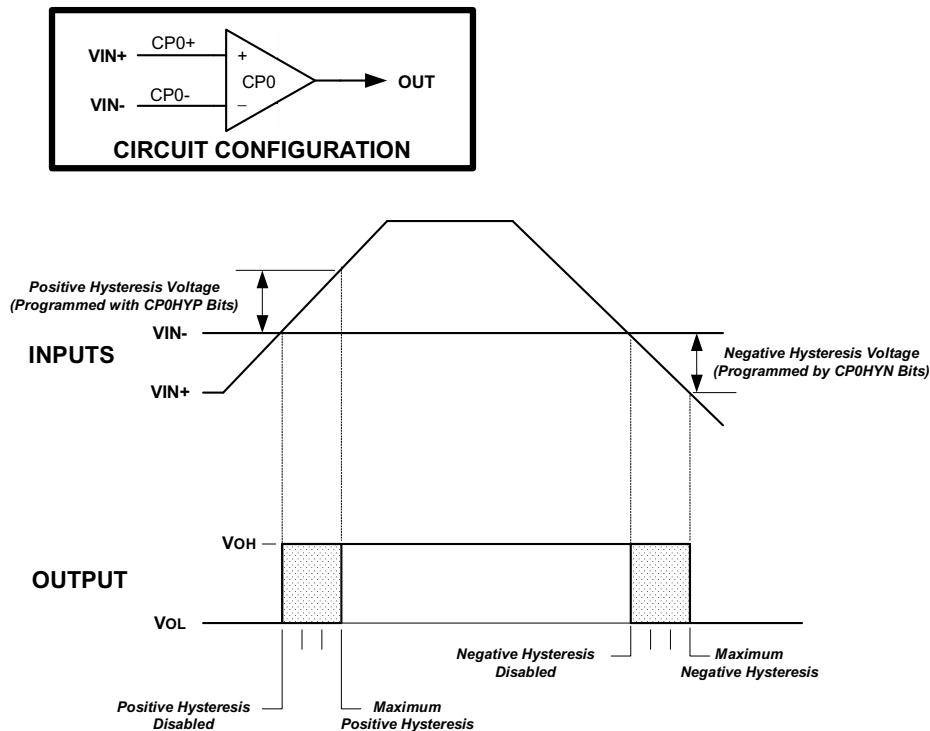 VIN+
CP0+
+
CP0
VIN-
CP0-
_
OUT
CIRCUIT CONFIGURATION
Positive Hysteresis Voltage
(Programmed with CP0HYP Bits)
VIN-
INPUTS
VIN+
Negative Hysteresis Voltage
(Programmed by CP0HYN Bits)
VOH
OUTPUT
VOL
Negative Hysteresis
Disabled
Maximum
Negative Hysteresis
Positive Hysteresis
Disabled
Maximum
Positive Hysteresis